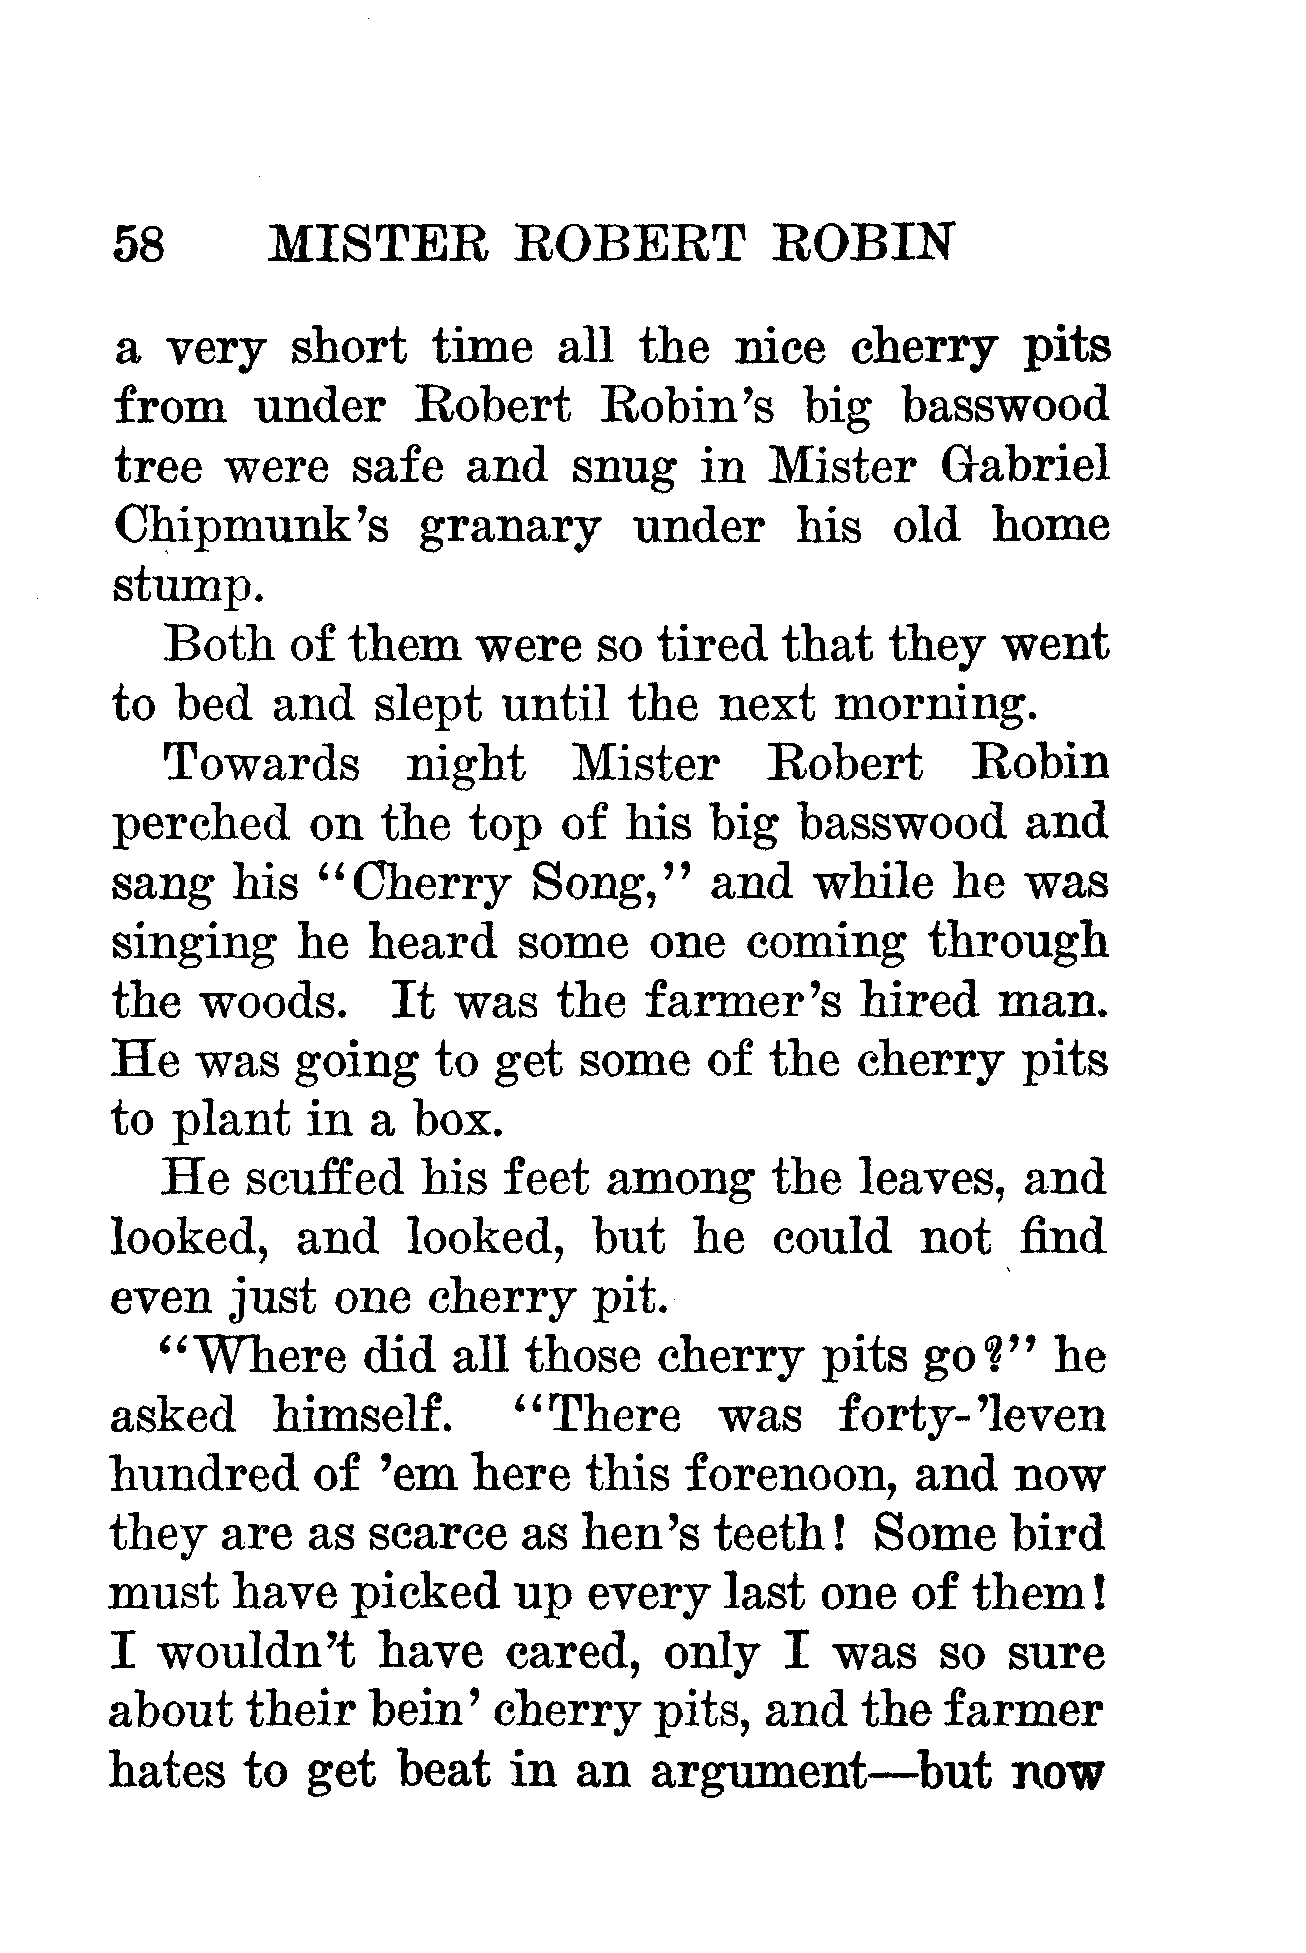 58 MISTER ROBERT ROBIN
a very short time all the nice cherry pits
from under Robert Robin's big basswood
tree were safe and snug in Mister Gabriel
Chipmunk's granary under his old home
stump.
Both of them were so tired that they went
to bed and slept until the next morning.
Towards night Mister Robert Robin
perched on the top of his big basswood and
sang his "Cherry Song," and while he was
singing he heard some one coming through
the woods. It was the farmer's hired man.
He was going to get some of the cherry pits
to plant in a box.
He scuffed his feet among the leaves, and
looked, and looked, but he could not find
even just one cherry pit.
"Where did all those cherry pits go?" he
asked himself. "There was forty-'leven
hundred of 'em here this forenoon, and now
they are as scarce as hen's teeth! Some bird
must have picked up every last one of them!
I wouldn't have cared, only I was so sure
about their bein' cherry pits, and the farmer
hates to get beat in an argument—but now